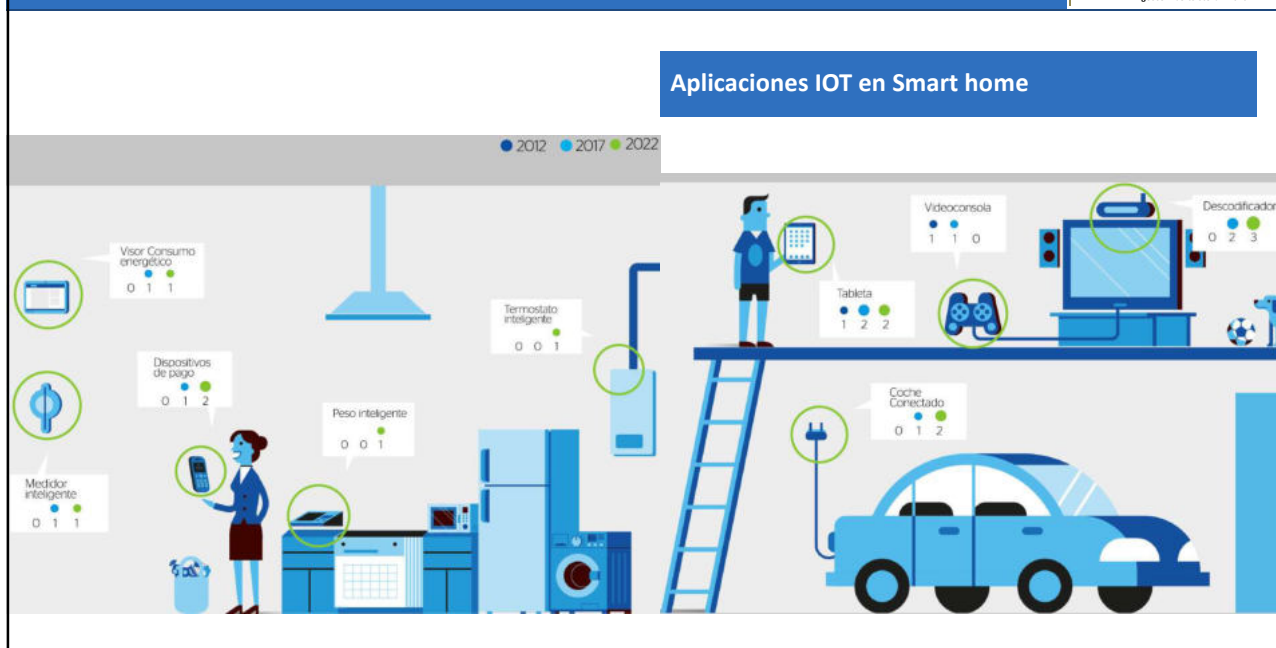 Aplicaciones IOT en Smart home
2012 2017 2022
Visor Consumo
energético
0 1 1
Termostato
inteligente
0 0 1
Dispositivos
de pago
0 1 2
Peso inteligente
0 0 1
Medidor
inteligente
0 1 1
Videoconsola
1 1 0
Descodificador
0 2 3
Tableta
1 2 2
Coche
Conectado
0 1 2